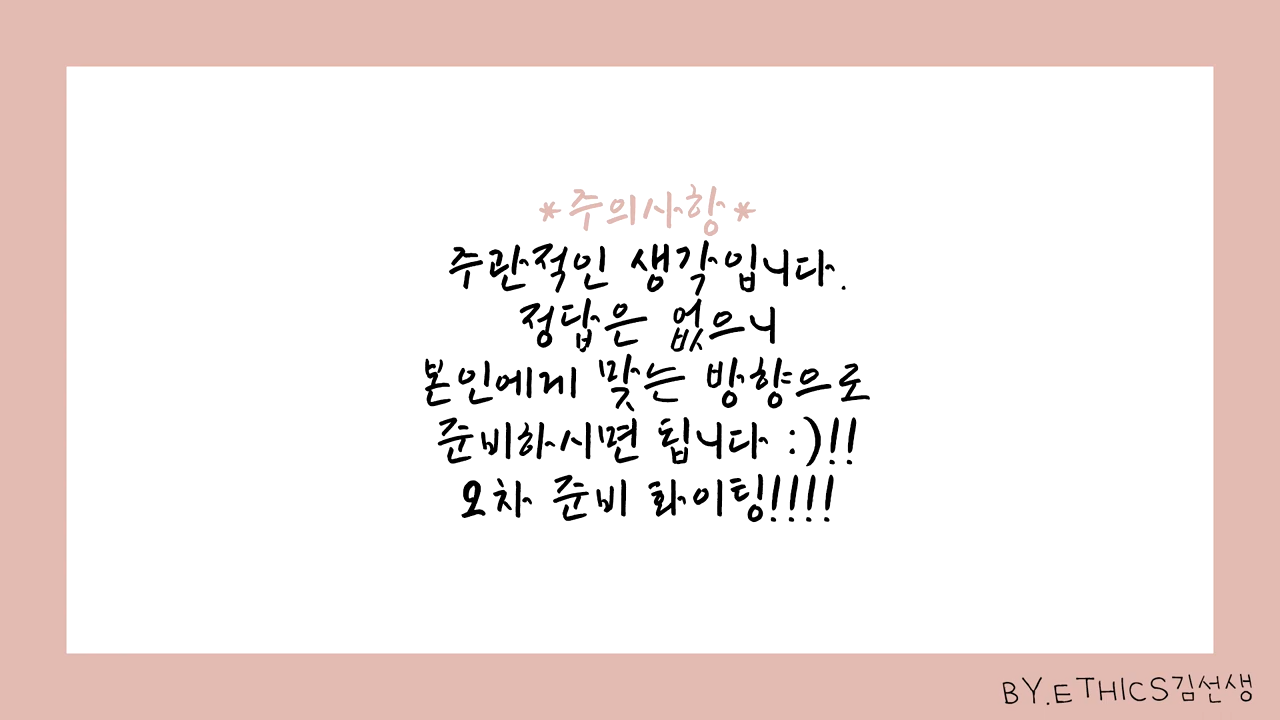 *주의사항*
주관적인 생각입니다.
정답은 없으니
본인에게 맞는 방향으로
준비하시면 됩니다 :)!!
오차 준비 화이팅!!!!
BY.ETHICS김선생